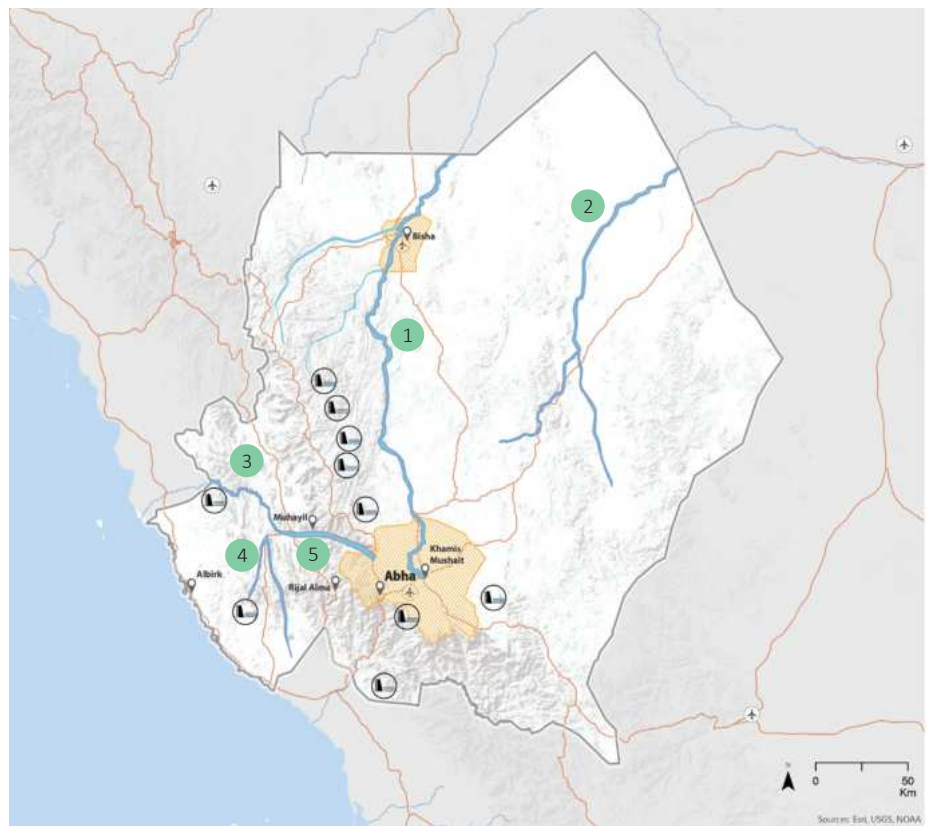 2
Bisha
1
3
Muhayil
4
5
Khamis
Mushait
Albirk
Rijal Alma
Abha
N
0
50
Km
Sources: Esri, USGS, NOAA